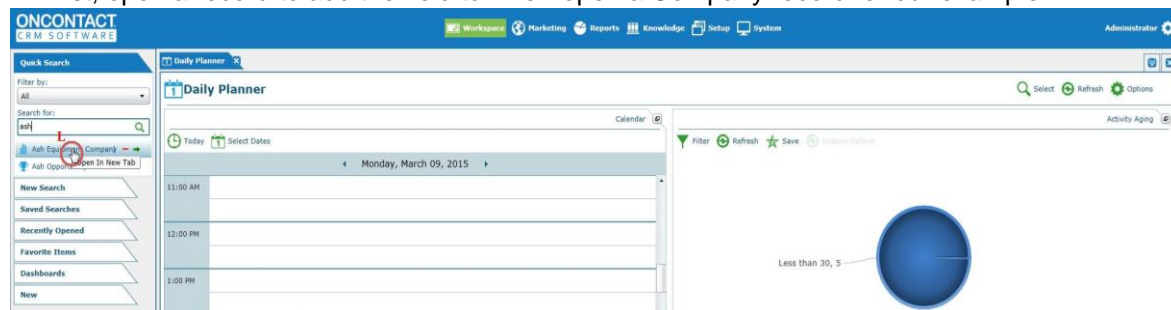 ONCONTACT
CRM SOFTWARE
Workspace Marketing Reports Knowledge Setup System
Administrator
Quick Search
Daily Planner X
Filter by:
All
Daily Planner
Select Refresh Options
Search for:
ash
Calendar
Activity Aging
L
Ash Equipment Company
Open In New Tab
Ash
Today Select Dates
Filter Refresh Save Restore Default
Monday, March 09, 2015
New Search
Saved Searches
Recently Opened
Favorite Items
Dashboards
New
11:00 AM
12:00 PM
1:00 PM
Less than 30, 5